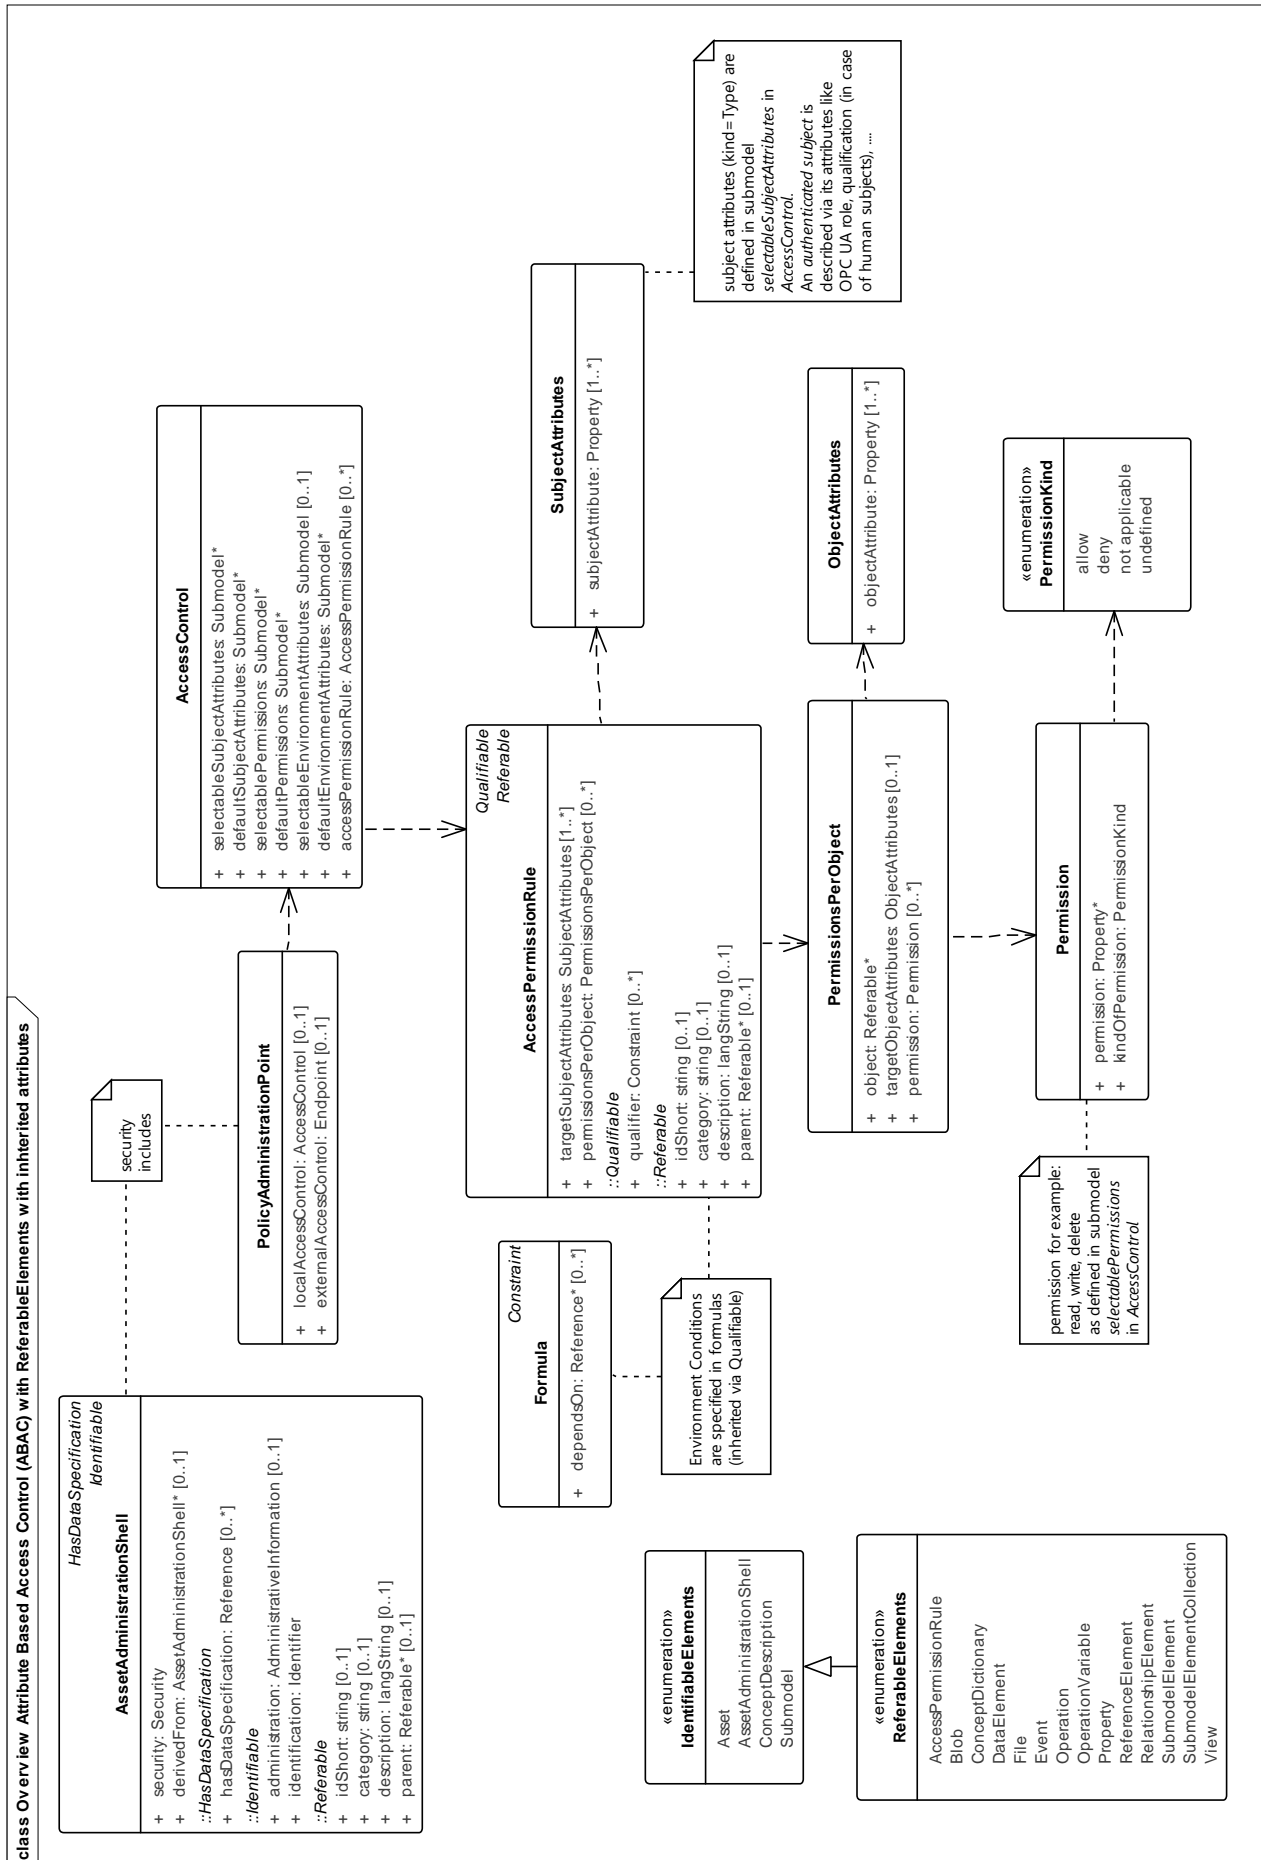 class Overview Attribute Based Access Control (ABAC) with ReferableElements with inherited attributes
HasDataSpecification
Identifiable
AssetAdministrationShell
+ security: Security
+ derivedFrom: AssetAdministrationShell* [0..1]
::HasDataSpecification
+ hasDataSpecification: Reference [0..*]
::Identifiable
+ administration: AdministrativeInformation [0..1]
+ identification: Identifier
::Referable
+ idShort: string [0..1]
+ category: string [0..1]
+ description: langString [0..1]
+ parent: Referable* [0..1]
security
includes
PolicyAdministrationPoint
+ localAccessControl: AccessControl [0..1]
+ externalAccessControl: Endpoint [0..1]
AccessControl
+ selectableSubjectAttributes: Submodel*
+ defaultSubjectAttributes: Submodel*
+ selectablePermissions: Submodel*
+ defaultPermissions: Submodel*
+ selectableEnvironmentAttributes: Submodel [0..1]
+ defaultEnvironmentAttributes: Submodel*
+ accessPermissionRule: AccessPermissionRule [0..*]
Constraint
Formula
+ dependsOn: Reference* [0..*]
Environment Conditions
are specified in formulas
(inherited via Qualifiable)
Qualifiable
Referable
AccessPermissionRule
+ targetSubjectAttributes: SubjectAttributes [1..*]
+ permissionsPerObject: PermissionsPerObject [0..*]
::Qualifiable
+ qualifier: Constraint [0..*]
::Referable
+ idShort: string [0..1]
+ category: string [0..1]
+ description: langString [0..1]
+ parent: Referable* [0..1]
SubjectAttributes
+ subjectAttribute: Property [1..*]
subject attributes (kind=Type) are
defined in submodel
selectableSubjectAttributes in
AccessControl.
An authenticated subject is
described via its attributes like
OPC UA role, qualification (in case
of human subjects), ....
«enumeration»
IdentifiableElements
Asset
AssetAdministrationShell
ConceptDescription
Submodel
«enumeration»
ReferableElements
AccessPermissionRule
Blob
ConceptDictionary
DataElement
File
Event
Operation
OperationVariable
Property
ReferenceElement
RelationshipElement
SubmodelElement
SubmodelElementCollection
View
PermissionsPerObject
+ object: Referable*
+ targetObjectAttributes: ObjectAttributes [0..1]
+ permission: Permission [0..*]
ObjectAttributes
+ objectAttribute: Property [1..*]
permission for example:
read, write, delete
as defined in submodel
selectablePermissions
in AccessControl
Permission
+ permission: Property*
+ kindOfPermission: PermissionKind
«enumeration»
PermissionKind
allow
deny
not applicable
undefined